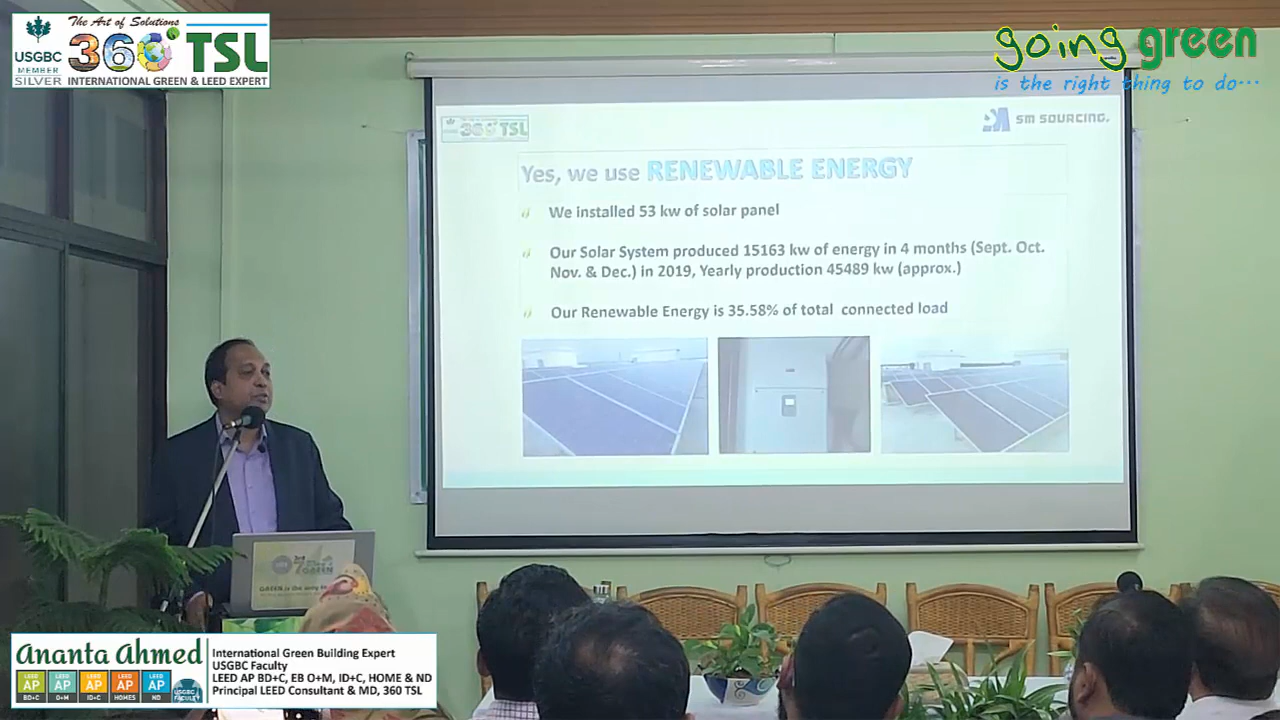 The Art of Solutions
360° TSL
USGBC
MEMBER
SILVER
INTERNATIONAL GREEN & LEED EXPERT
going green
is the right thing to do...
360° TSL
SM SOURCING.
Yes, we use RENEWABLE ENERGY
We installed 53 kw of solar panel
Our Solar System produced 15163 kw of energy in 4 months (Sept. Oct.
Nov. & Dec.) in 2019, Yearly production 45489 kw (approx.)
Our Renewable Energy is 35.58% of total connected load
GREEN is the
Ananta Ahmed
LEED LEED LEED LEED LEED
AP AP AP AP AP
BD+C O+M ID+C HOMES ND
USGBC
FACULTY
International Green Building Expert
USGBC Faculty
LEED AP BD+C, EB O+M, ID+C, HOME & ND
Principal LEED Consultant & MD, 360 TSL